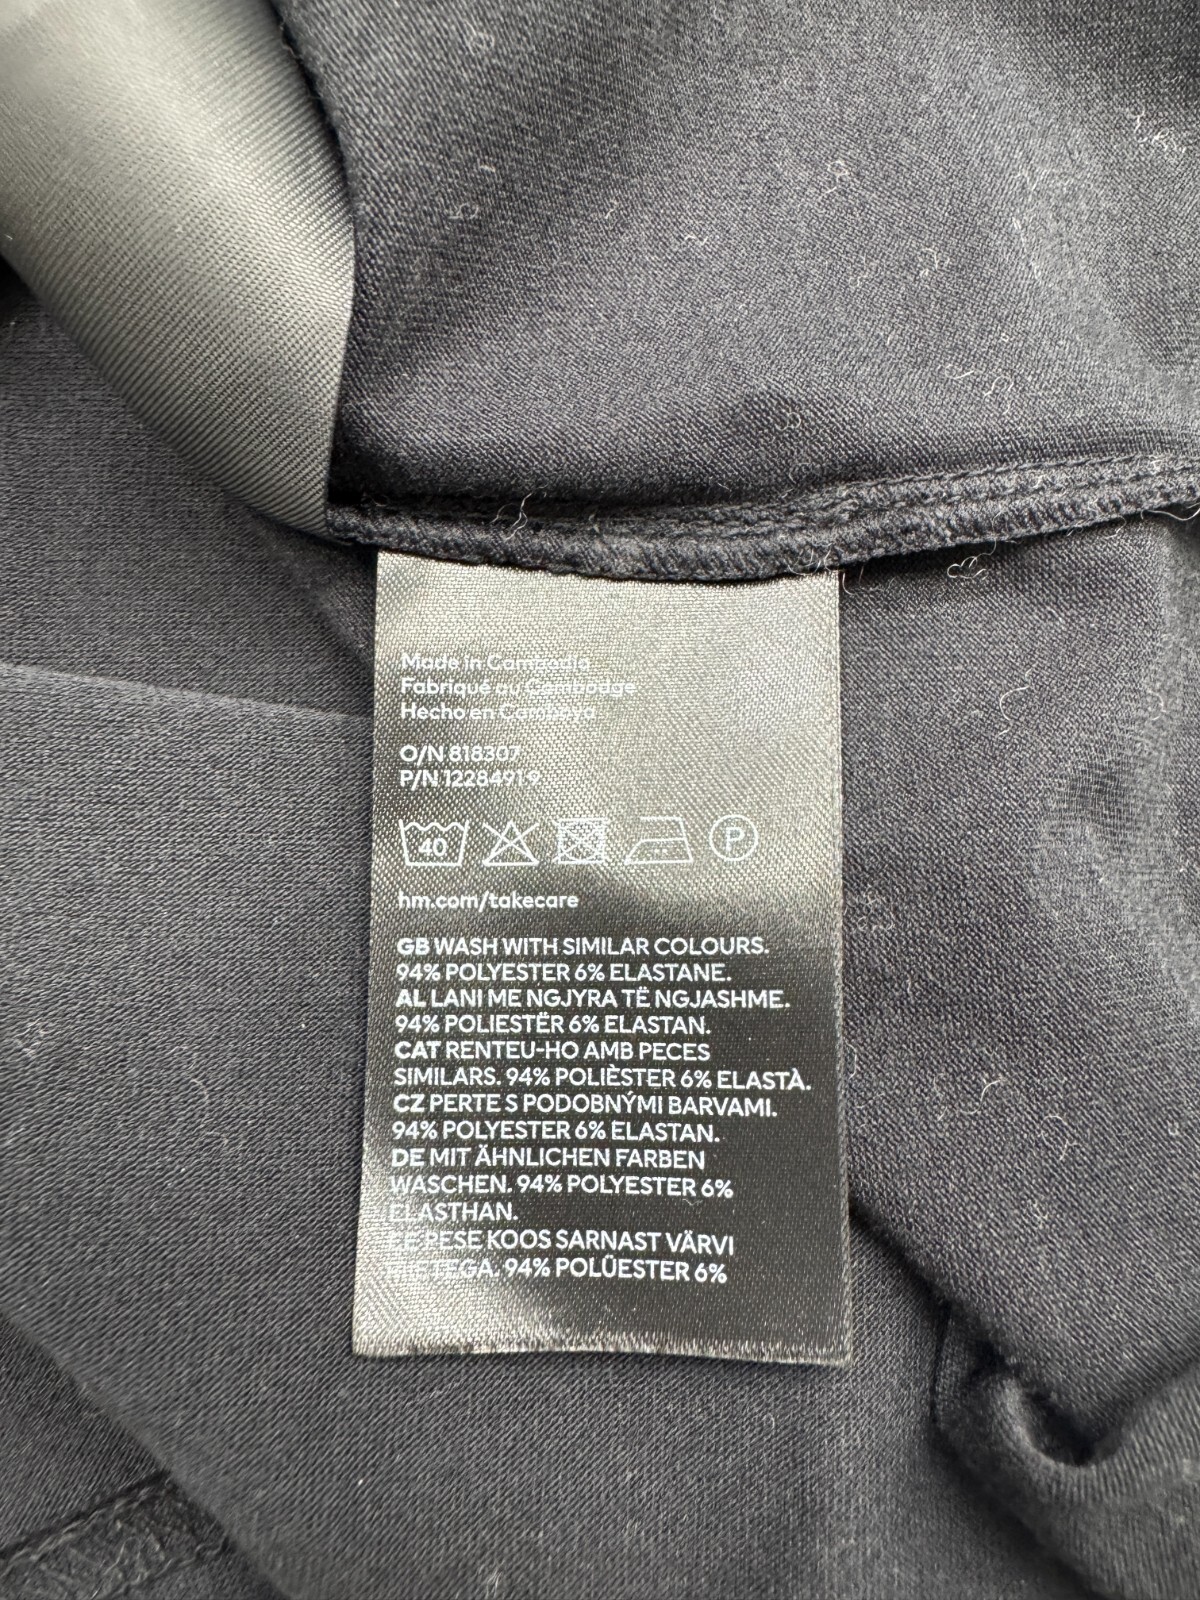 Made in Cambodia
Fabriqué au Cambodge
Hecho en Camboya
O/N 818307
P/N 12284919
40
P
hm.com/takecare
GB WASH WITH SIMILAR COLOURS.
94% POLYESTER 6% ELASTANE.
AL LANI ME NGJYRA TË NGJASHME.
94% POLIESTËR 6% ELASTAN.
CAT RENTEU-HO AMB PECES
SIMILARS. 94% POLIÈSTER 6% ELASTÀ.
CZ PERTE S PODOBNÝMI BARVAMI.
94% POLYESTER 6% ELASTAN.
DE MIT ÄHNLICHEN FARBEN
WASCHEN. 94% POLYESTER 6%
ELASTHAN.
PESE KOOS SARNAST VÄRVI
94% POLÜESTER 6%